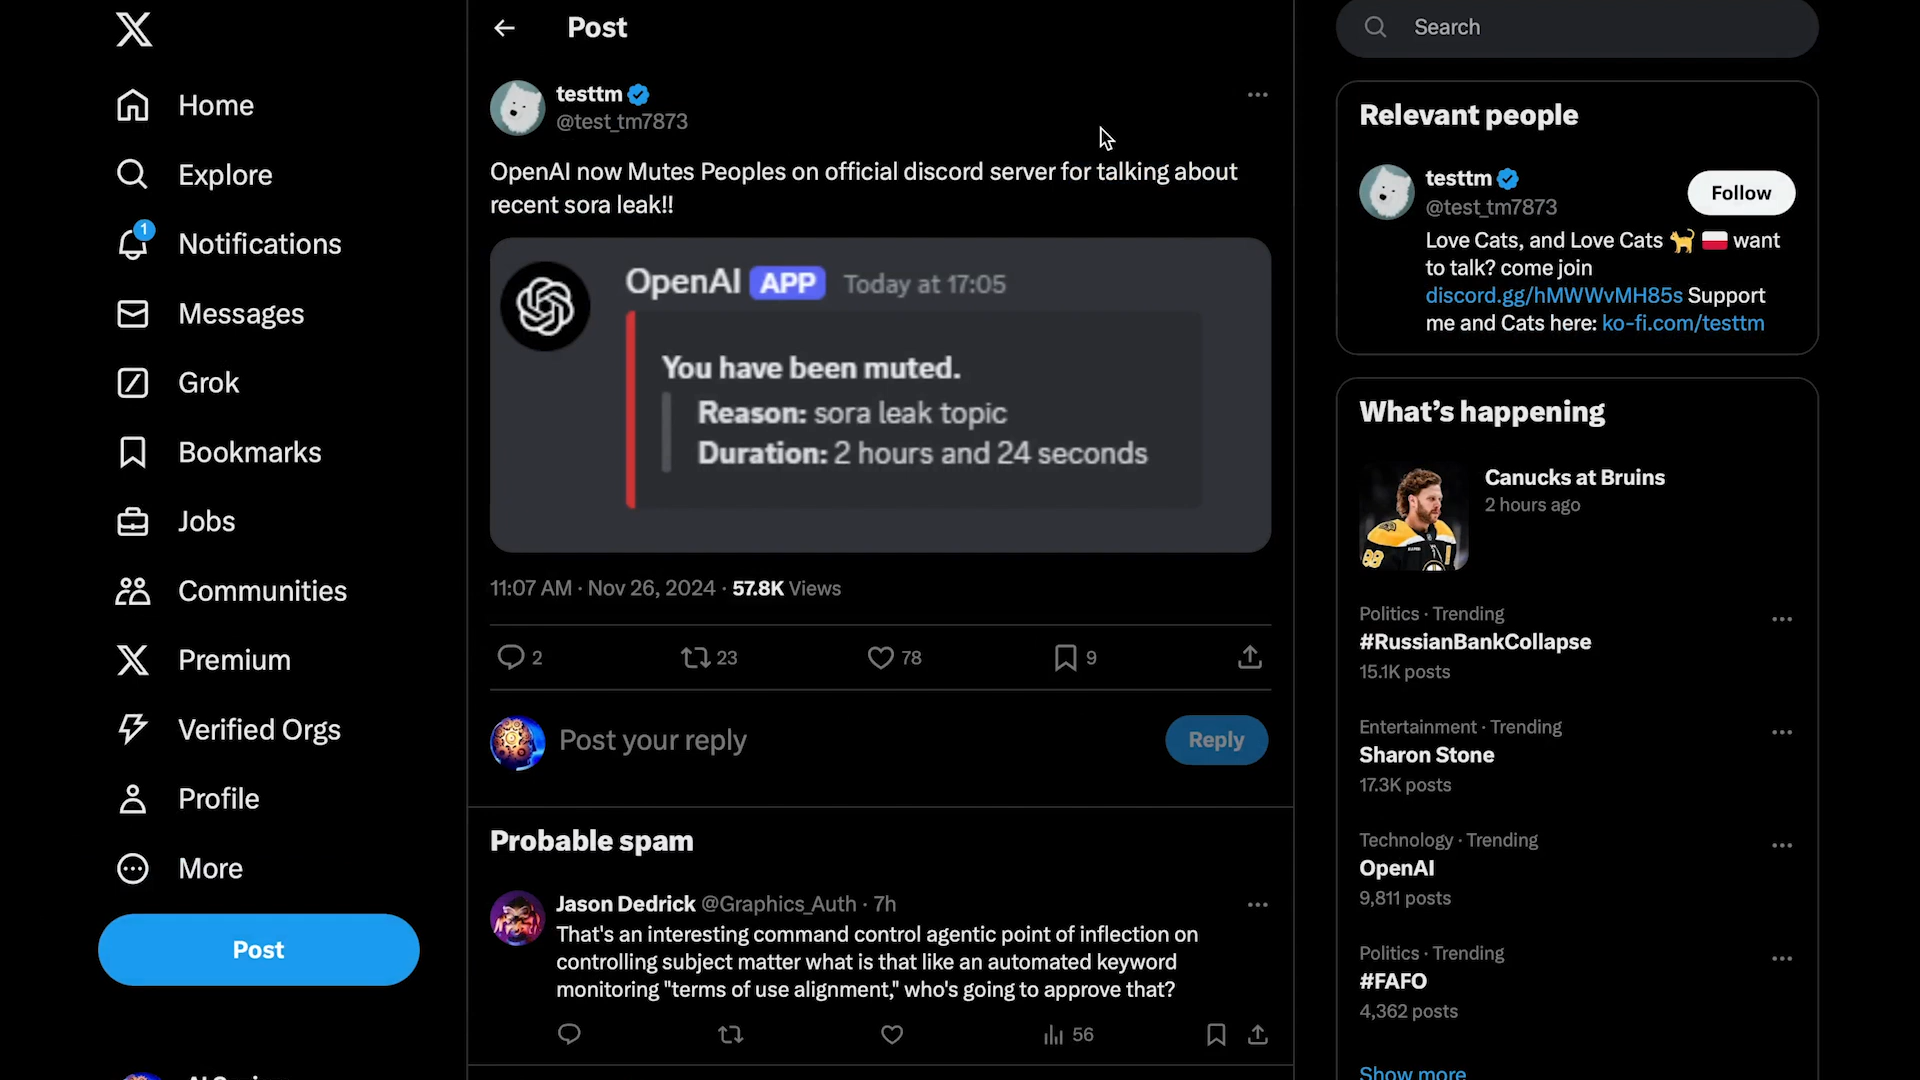 Home
Explore
1
Notifications
Messages
Grok
Bookmarks
Jobs
Communities
Premium
Verified Orgs
Profile
More
Post
Post
testtm
@test_tm7873
OpenAI now Mutes Peoples on official discord server for talking about
recent sora leak!!
OpenAI APP Today at 17:05
You have been muted.
Reason: sora leak topic
Duration: 2 hours and 24 seconds
11:07 AM · Nov 26, 2024 · 57.8K Views
2 23 78 9
Post your reply
Reply
Probable spam
Jason Dedrick @Graphics_Auth · 7h
That's an interesting command control agentic point of inflection on
controlling subject matter what is that like an automated keyword
monitoring "terms of use alignment," who's going to approve that?
56
Search
Relevant people
testtm
@test_tm7873
Follow
Love Cats, and Love Cats 🐈 🇵🇱 want
to talk? come join
discord.gg/hMWWvMH85s Support
me and Cats here: ko-fi.com/testtm
What's happening
Canucks at Bruins
2 hours ago
88
Politics · Trending
#RussianBankCollapse
15.1K posts
Entertainment · Trending
Sharon Stone
17.3K posts
Technology · Trending
OpenAI
9,811 posts
Politics · Trending
#FAFO
4,362 posts
Show more